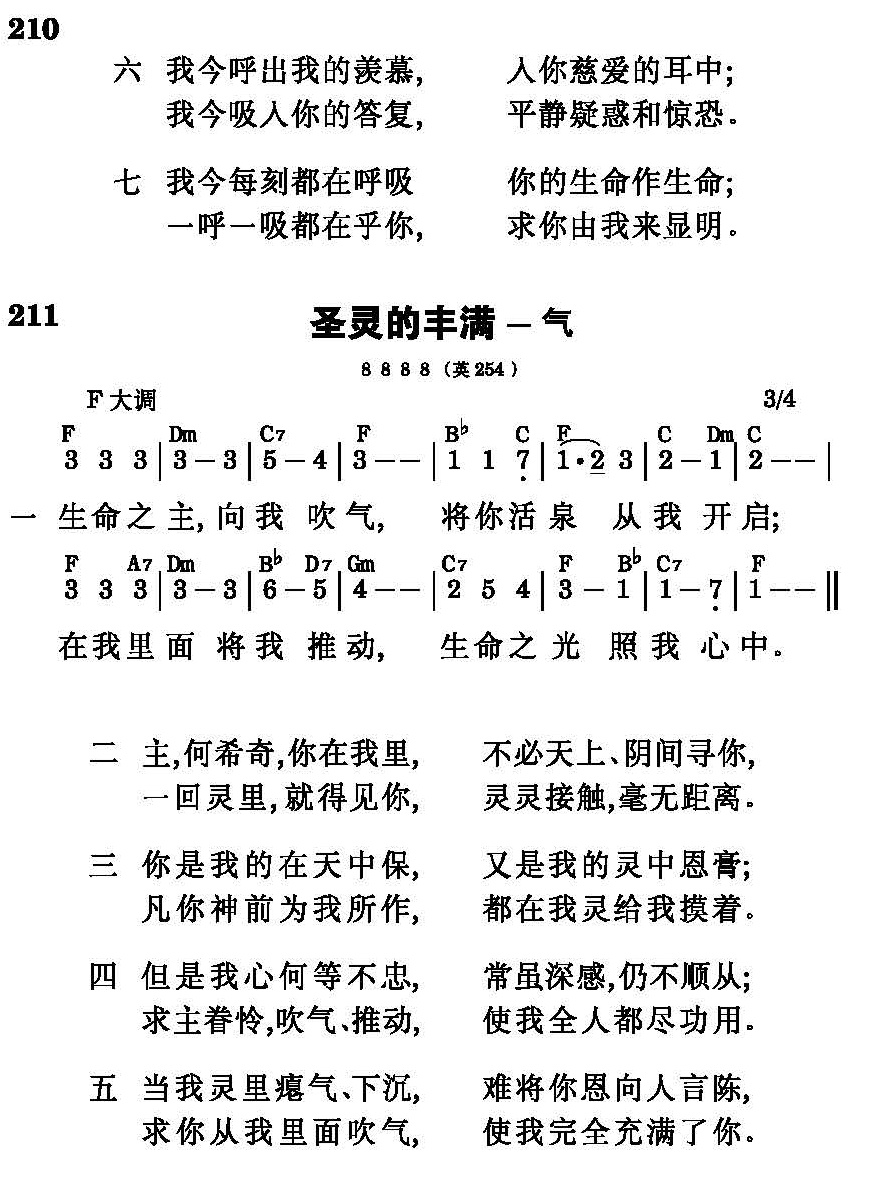 210
六 我今呼出我的羡慕, 入你慈爱的耳中;
我今吸入你的答复, 平静疑惑和惊恐。
七 我今每刻都在呼吸 你的生命作生命;
一呼一吸都在乎你, 求你由我来显明。
211 圣灵的丰满 – 气
8 8 8 8 (英254)
F大调 3/4
F Dm C7 F B♭ C F C Dm C
3 3 3 | 3 – 3 | 5 – 4 | 3 – – | 1 1 7̣ | 1 · 2 3 | 2 – 1 | 2 – – |
一 生命之主, 向我 吹气, 将你活泉 从我 开启;
F A7 Dm B♭ D7 Gm C7 F B♭ C7 F
3 3 3 | 3 – 3 | 6 – 5 | 4 – – | 2 5 4 | 3 – 1 | 1 – 7̣ | 1 – – ‖
在我里面 将我 推动, 生命之光 照我 心中。
二 主,何希奇,你在我里, 不必天上、阴间寻你,
一回灵里,就得见你, 灵灵接触,毫无距离。
三 你是我的在天中保, 又是我的灵中恩膏;
凡你神前为我所作, 都在我灵给我摸着。
四 但是我心何等不忠, 常虽深感,仍不顺从;
求主眷怜,吹气、推动, 使我全人都尽功用。
五 当我灵里瘪气、下沉, 难将你恩向人言陈,
求你从我里面吹气, 使我完全充满了你。